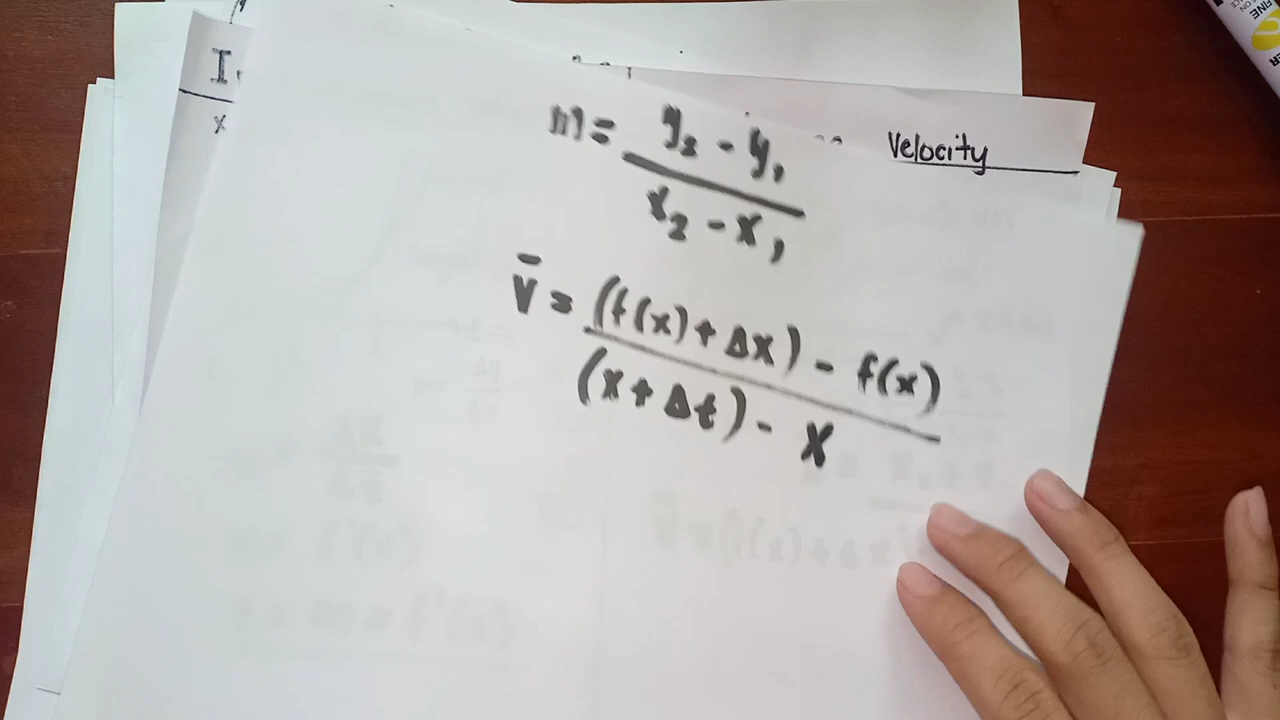 I
x
Velocity
m = y₂ - y₁ / x₂ - x₁
v̄ = (f(x) + Δx) - f(x) / (x + Δt) - x